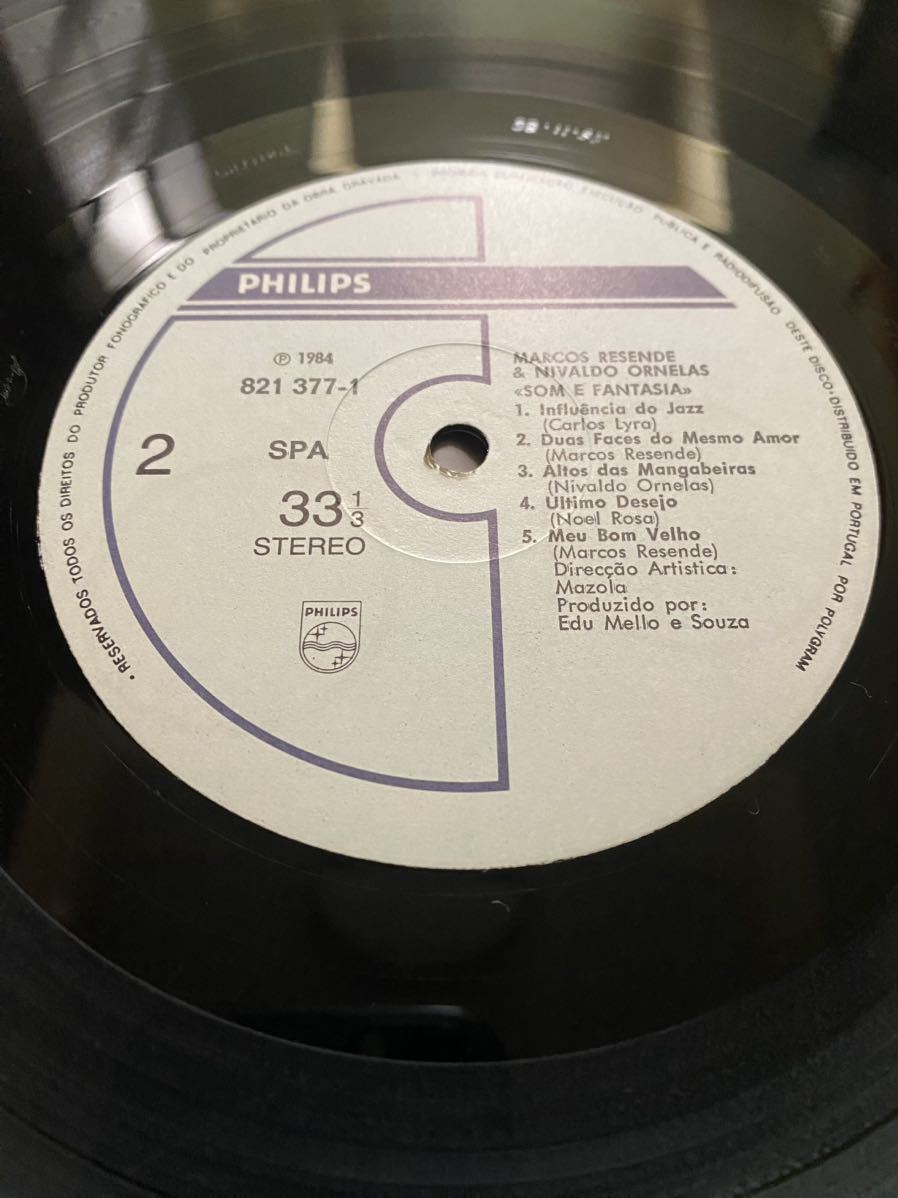 • RESERVADOS TODOS OS DIREITOS DO PRODUTOR FONOGRÁFICO E DO PROPRIETÁRIO DA OBRA GRAVADA • PÚBLICA E RADIODIFUSÃO DESTE DISCO • DISTRIBUIDO EM PORTUGAL POR POLYGRAM
PHILIPS
℗ 1984
821 377-1
2
SPA
33 1/3
STEREO
PHILIPS
MARCOS RESENDE
& NIVALDO ORNELAS
«SOM E FANTASIA»
1. Influência do Jazz
(Carlos Lyra)
2. Duas Faces do Mesmo Amor
(Marcos Resende)
3. Altos das Mangabeiras
(Nivaldo Ornelas)
4. Ultimo Desejo
(Noel Rosa)
5. Meu Bom Velho
(Marcos Resende)
Direcção Artistica:
Mazola
Produzido por:
Edu Mello e Souza